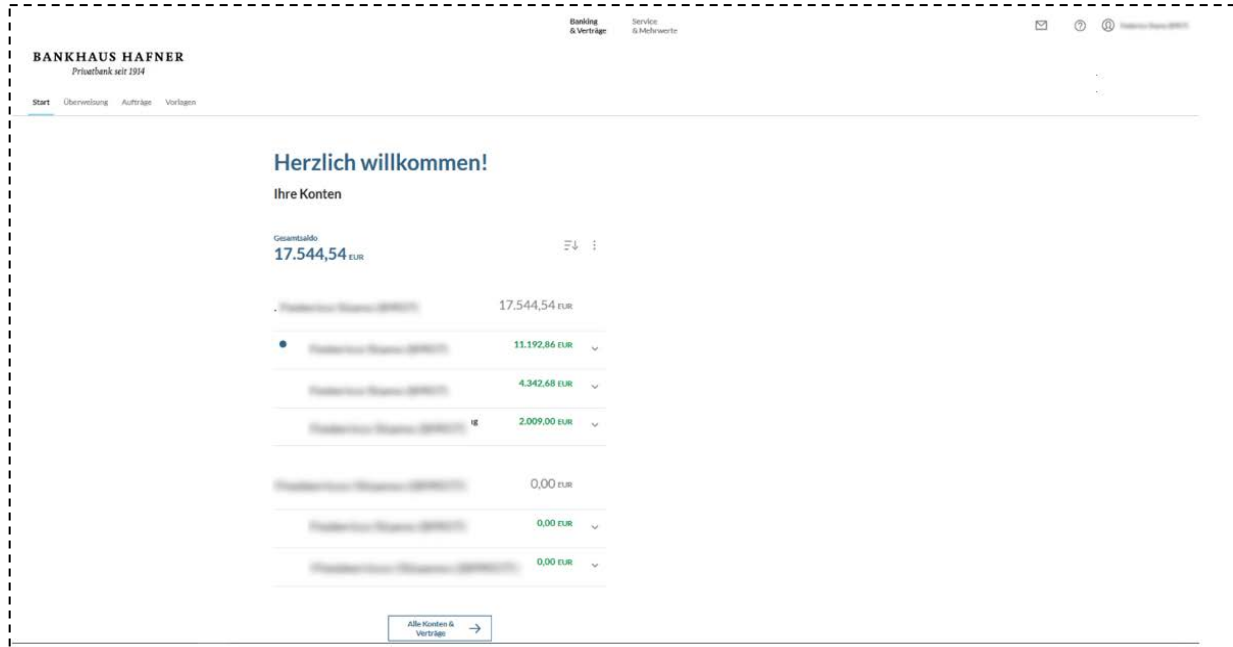 Banking
& Verträge
Service
& Mehrwerte
BANKHAUS HAFNER
Privatbank seit 1914
Start Überweisung Aufträge Vorlagen
Herzlich willkommen!
Ihre Konten
Gesamtsaldo
17.544,54 EUR
17.544,54 EUR
11.192,86 EUR
4.342,68 EUR
2.009,00 EUR
0,00 EUR
0,00 EUR
0,00 EUR
Alle Konten &
Verträge